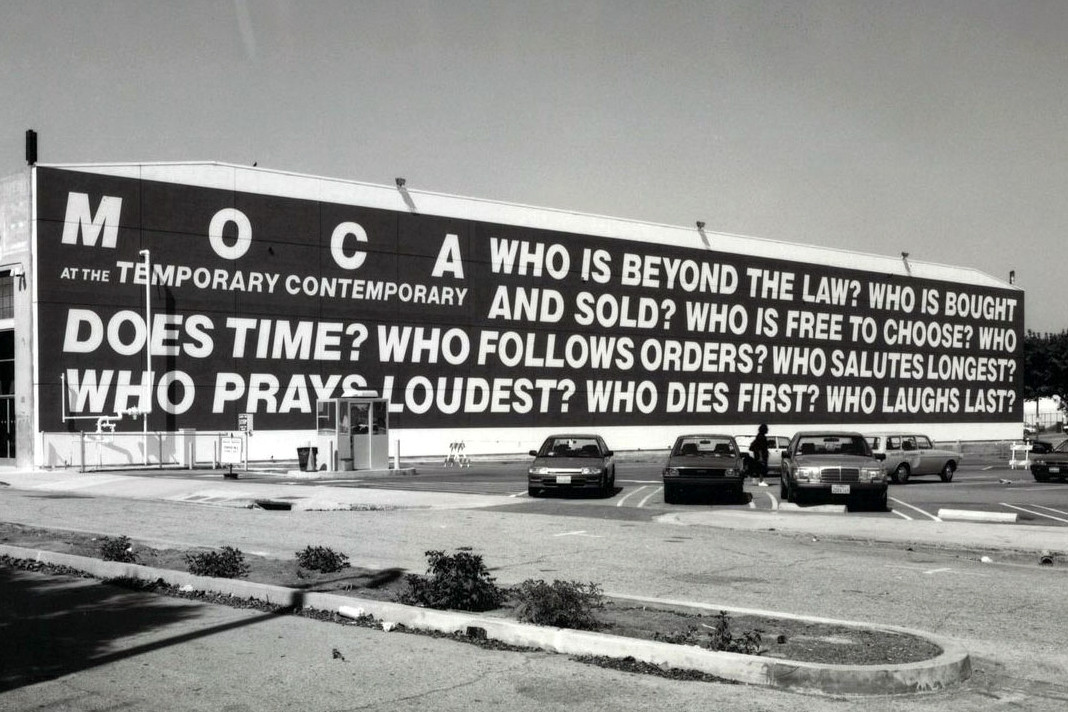 M O C A
AT THE TEMPORARY CONTEMPORARY
WHO IS BEYOND THE LAW? WHO IS BOUGHT
AND SOLD? WHO IS FREE TO CHOOSE? WHO
DOES TIME? WHO FOLLOWS ORDERS? WHO SALUTES LONGEST?
WHO PRAYS LOUDEST? WHO DIES FIRST? WHO LAUGHS LAST?